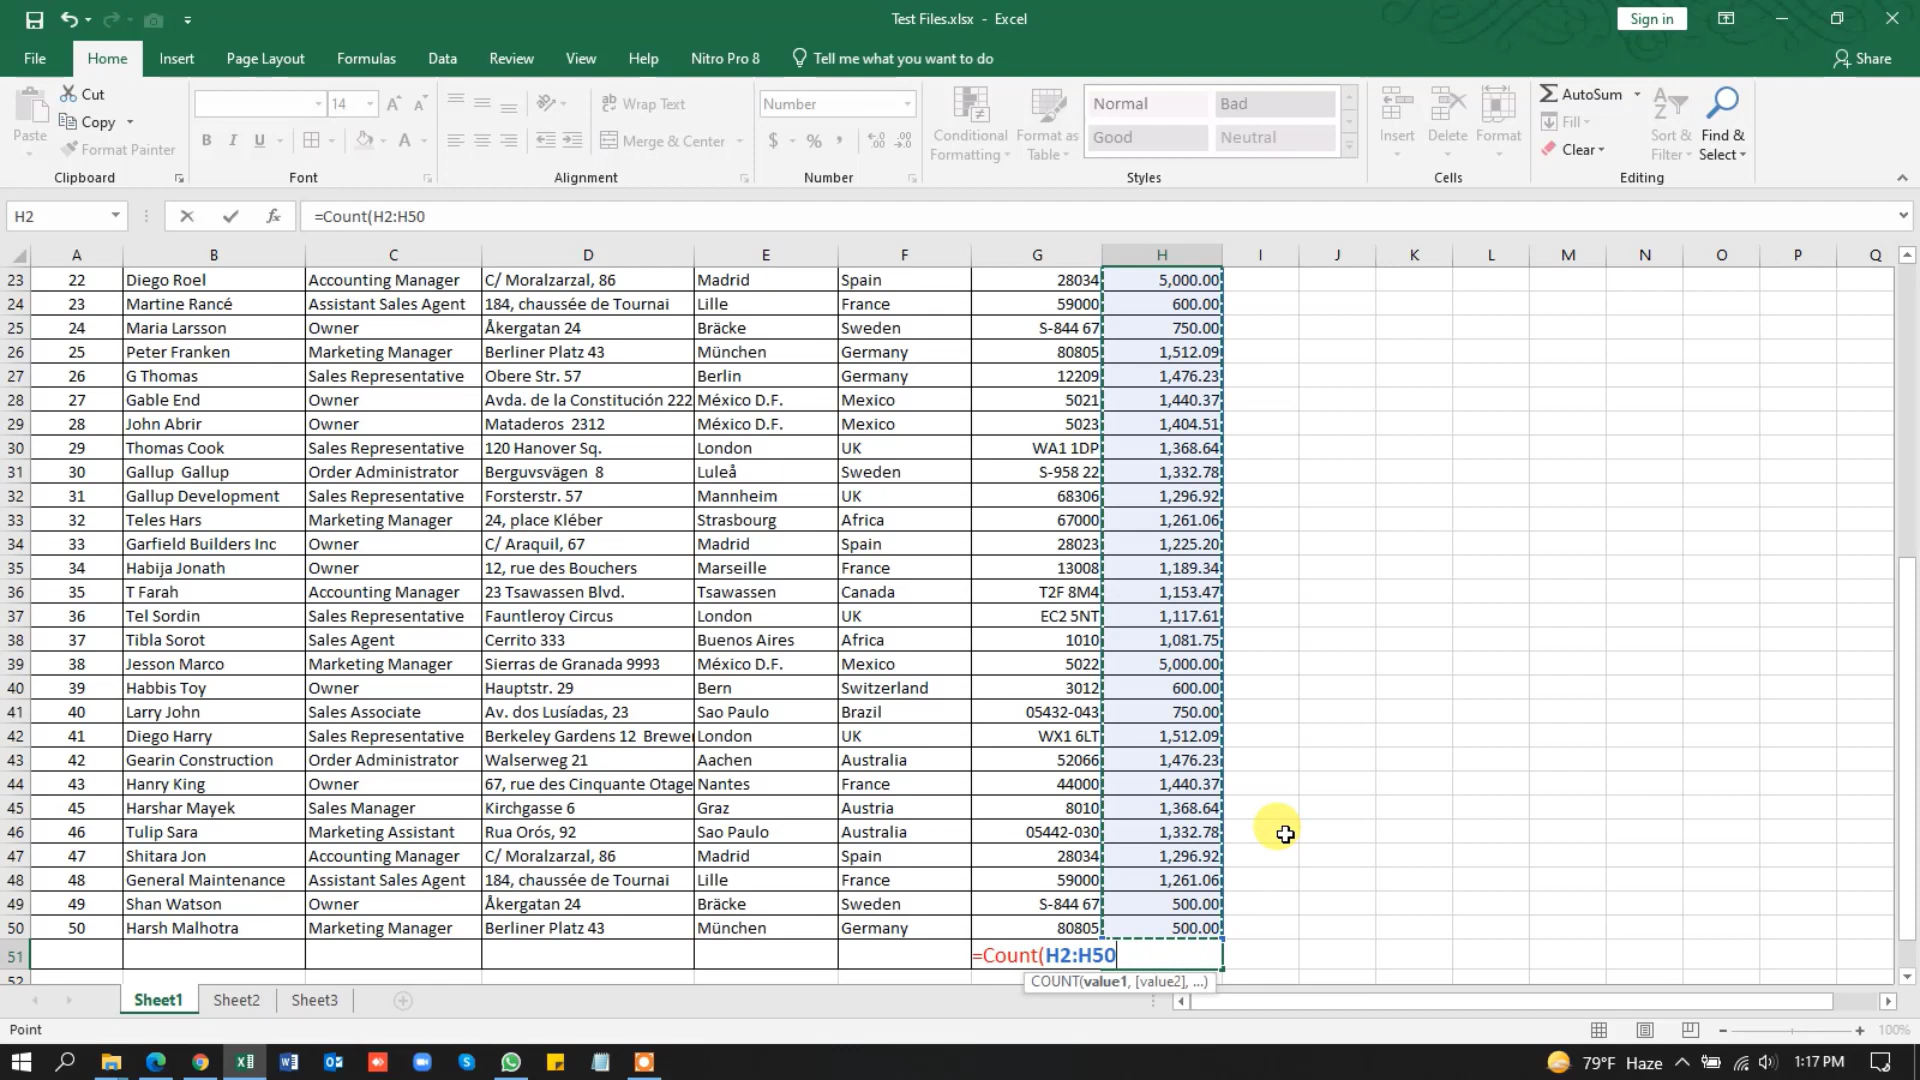 Test Files.xlsx - Excel
Sign in
File Home Insert Page Layout Formulas Data Review View Help Nitro Pro 8 Tell me what you want to do Share
Paste
Cut
Copy
Format Painter
Clipboard
14
B I U
Font
Wrap Text
Merge & Center
Alignment
Number
$ %
Number
Conditional Formatting
Format as Table
Normal Bad
Good Neutral
Styles
Insert Delete Format
Cells
AutoSum
Fill
Clear
Sort & Filter
Find & Select
Editing
H2 fx =Count(H2:H50
A B C D E F G H I J K L M N O P Q
23 22 Diego Roel Accounting Manager C/ Moralzarzal, 86 Madrid Spain 28034 5,000.00
24 23 Martine Rancé Assistant Sales Agent 184, chaussée de Tournai Lille France 59000 600.00
25 24 Maria Larsson Owner Åkergatan 24 Bräcke Sweden S-844 67 750.00
26 25 Peter Franken Marketing Manager Berliner Platz 43 München Germany 80805 1,512.09
27 26 G Thomas Sales Representative Obere Str. 57 Berlin Germany 12209 1,476.23
28 27 Gable End Owner Avda. de la Constitución 222 México D.F. Mexico 5021 1,440.37
29 28 John Abrir Owner Mataderos 2312 México D.F. Mexico 5023 1,404.51
30 29 Thomas Cook Sales Representative 120 Hanover Sq. London UK WA1 1DP 1,368.64
31 30 Gallup Gallup Order Administrator Berguvsvägen 8 Luleå Sweden S-958 22 1,332.78
32 31 Gallup Development Sales Representative Forsterstr. 57 Mannheim UK 68306 1,296.92
33 32 Teles Hars Marketing Manager 24, place Kléber Strasbourg Africa 67000 1,261.06
34 33 Garfield Builders Inc Owner C/ Araquil, 67 Madrid Spain 28023 1,225.20
35 34 Habija Jonath Owner 12, rue des Bouchers Marseille France 13008 1,189.34
36 35 T Farah Accounting Manager 23 Tsawassen Blvd. Tsawassen Canada T2F 8M4 1,153.47
37 36 Tel Sordin Sales Representative Fauntleroy Circus London UK EC2 5NT 1,117.61
38 37 Tibla Sorot Sales Agent Cerrito 333 Buenos Aires Africa 1010 1,081.75
39 38 Jesson Marco Marketing Manager Sierras de Granada 9993 México D.F. Mexico 5022 5,000.00
40 39 Habbis Toy Owner Hauptstr. 29 Bern Switzerland 3012 600.00
41 40 Larry John Sales Associate Av. dos Lusíadas, 23 Sao Paulo Brazil 05432-043 750.00
42 41 Diego Harry Sales Representative Berkeley Gardens 12 Brewer London UK WX1 6LT 1,512.09
43 42 Gearin Construction Order Administrator Walserweg 21 Aachen Australia 52066 1,476.23
44 43 Hanry King Owner 67, rue des Cinquante Otage Nantes France 44000 1,440.37
45 45 Harshar Mayek Sales Manager Kirchgasse 6 Graz Austria 8010 1,368.64
46 46 Tulip Sara Marketing Assistant Rua Orós, 92 Sao Paulo Australia 05442-030 1,332.78
47 47 Shitara Jon Accounting Manager C/ Moralzarzal, 86 Madrid Spain 28034 1,296.92
48 48 General Maintenance Assistant Sales Agent 184, chaussée de Tournai Lille France 59000 1,261.06
49 49 Shan Watson Owner Åkergatan 24 Bräcke Sweden S-844 67 500.00
50 50 Harsh Malhotra Marketing Manager Berliner Platz 43 München Germany 80805 500.00
51 =Count(H2:H50
52 COUNT(value1, [value2], ...)
Sheet1 Sheet2 Sheet3
Point 100%
79°F Haze 1:17 PM